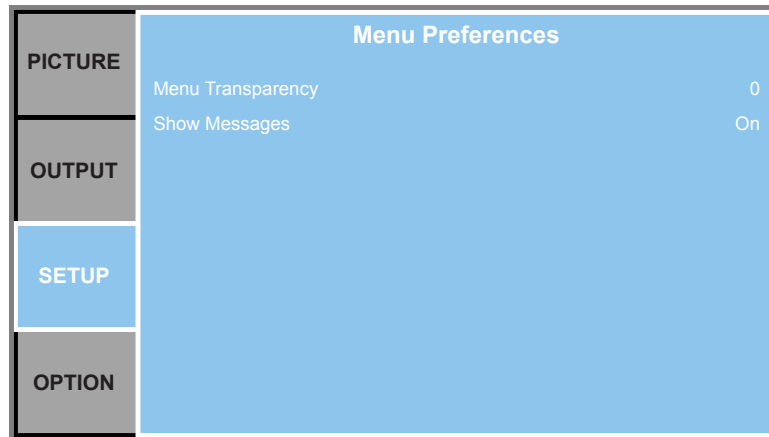 PICTURE
OUTPUT
SETUP
OPTION
Menu Preferences
Menu Transparency 0
Show Messages On